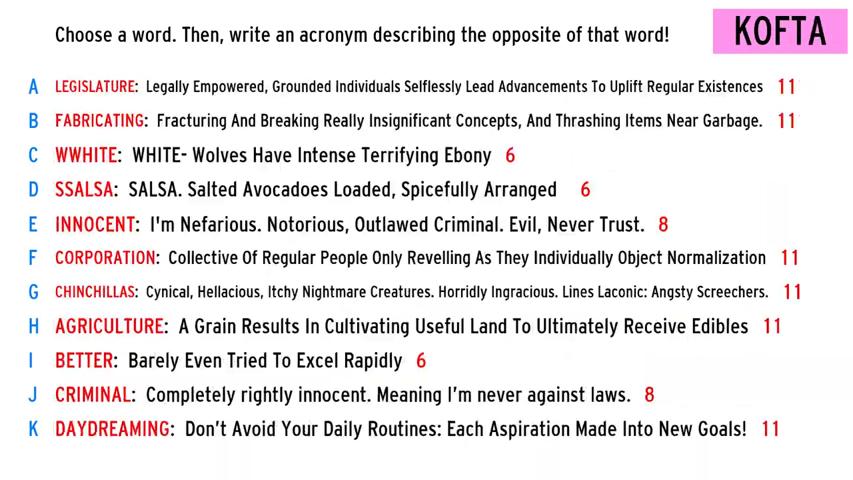 Choose a word. Then, write an acronym describing the opposite of that word!
KOFTA
A LEGISLATURE: Legally Empowered, Grounded Individuals Selflessly Lead Advancements To Uplift Regular Existences 11
B FABRICATING: Fracturing And Breaking Really Insignificant Concepts, And Thrashing Items Near Garbage. 11
C WWHITE: WHITE- Wolves Have Intense Terrifying Ebony 6
D SSALSA: SALSA. Salted Avocadoes Loaded, Spicefully Arranged 6
E INNOCENT: I'm Nefarious. Notorious, Outlawed Criminal. Evil, Never Trust. 8
F CORPORATION: Collective Of Regular People Only Revelling As They Individually Object Normalization 11
G CHINCHILLAS: Cynical, Hellacious, Itchy Nightmare Creatures. Horridly Ingracious. Lines Laconic: Angsty Screechers. 11
H AGRICULTURE: A Grain Results In Cultivating Useful Land To Ultimately Receive Edibles 11
I BETTER: Barely Even Tried To Excel Rapidly 6
J CRIMINAL: Completely rightly innocent. Meaning I'm never against laws. 8
K DAYDREAMING: Don't Avoid Your Daily Routines: Each Aspiration Made Into New Goals! 11